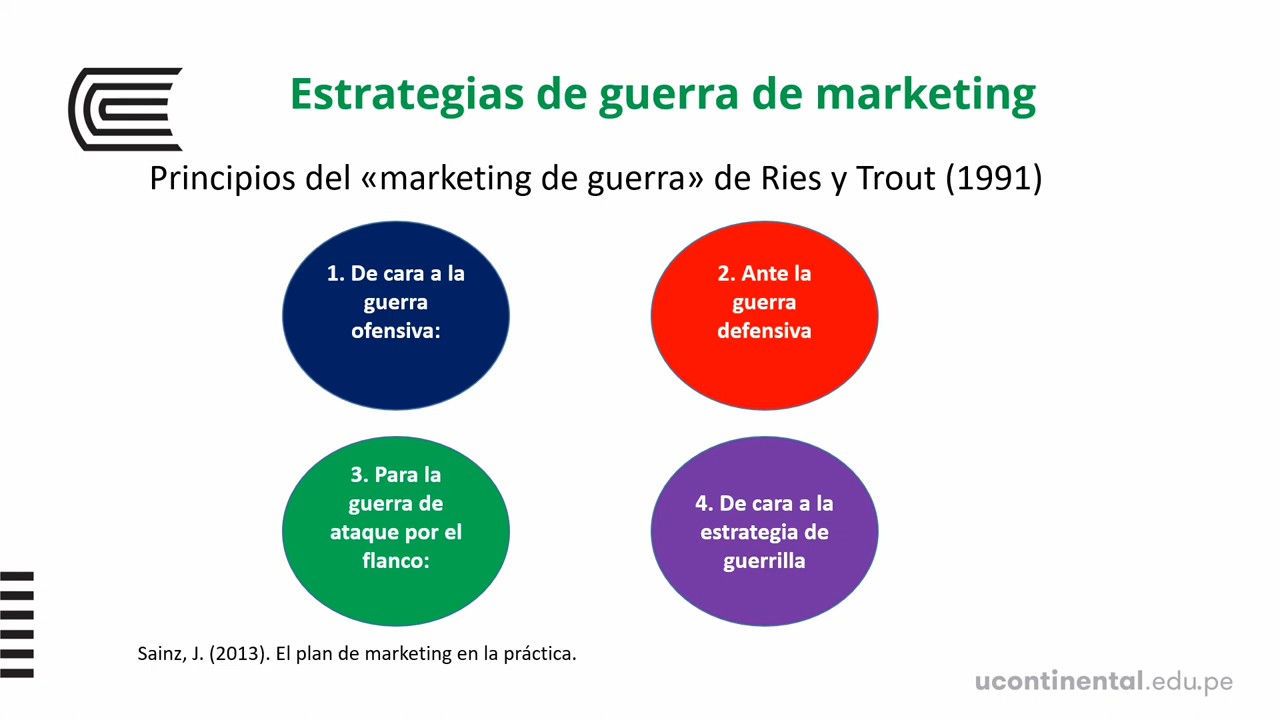 Estrategias de guerra de marketing
Principios del «marketing de guerra» de Ries y Trout (1991)
1. De cara a la
guerra
ofensiva:
2. Ante la
guerra
defensiva
3. Para la
guerra de
ataque por el
flanco:
4. De cara a la
estrategia de
guerrilla
Sainz, J. (2013). El plan de marketing en la práctica.
ucontinental.edu.pe